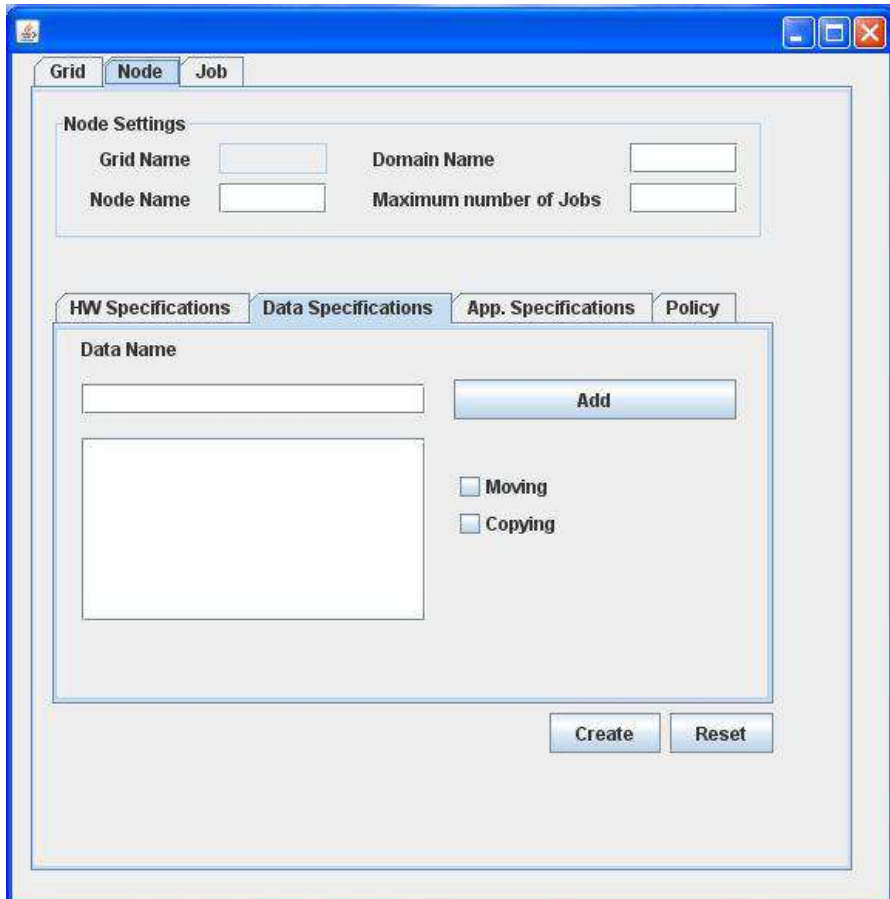 Grid Node Job
Node Settings
Grid Name Domain Name
Node Name Maximum number of Jobs
HW Specifications Data Specifications App. Specifications Policy
Data Name
Add
Moving
Copying
Create Reset